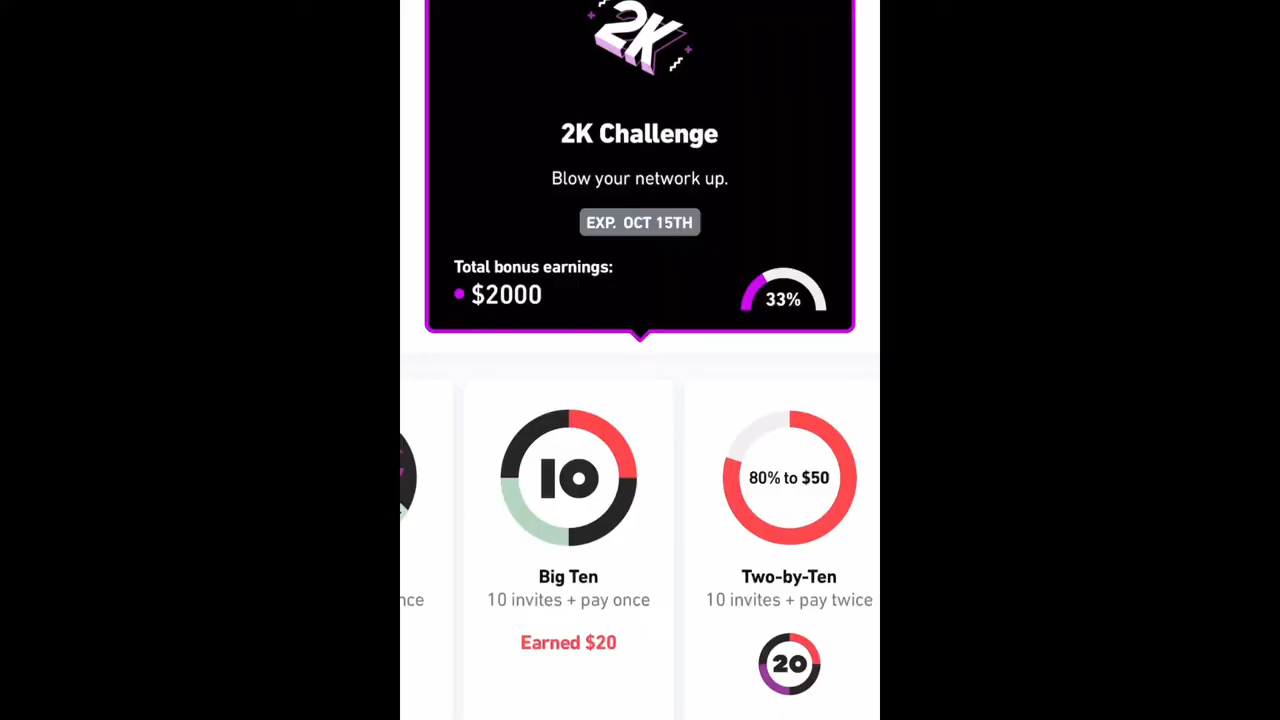 2K
2K Challenge
Blow your network up.
EXP. OCT 15TH
Total bonus earnings:
$2000
33%
10
80% to $50
Big Ten
Two-by-Ten
nce
10 invites + pay once
10 invites + pay twice
Earned $20
20